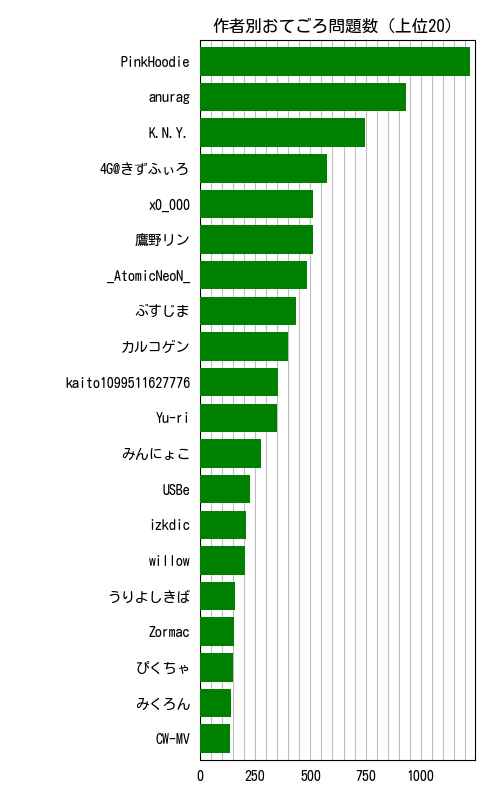 作者別おてごろ問題数（上位20）
PinkHoodie
anurag
K.N.Y.
4G@きずふぃろ
x0_000
鷹野リン
_AtomicNeoN_
ぶすじま
カルコゲン
kaito1099511627776
Yu-ri
みんにょこ
USBe
izkdic
willow
うりよしきば
Zormac
ぴくちゃ
みくろん
CW-MV
0 250 500 750 1000